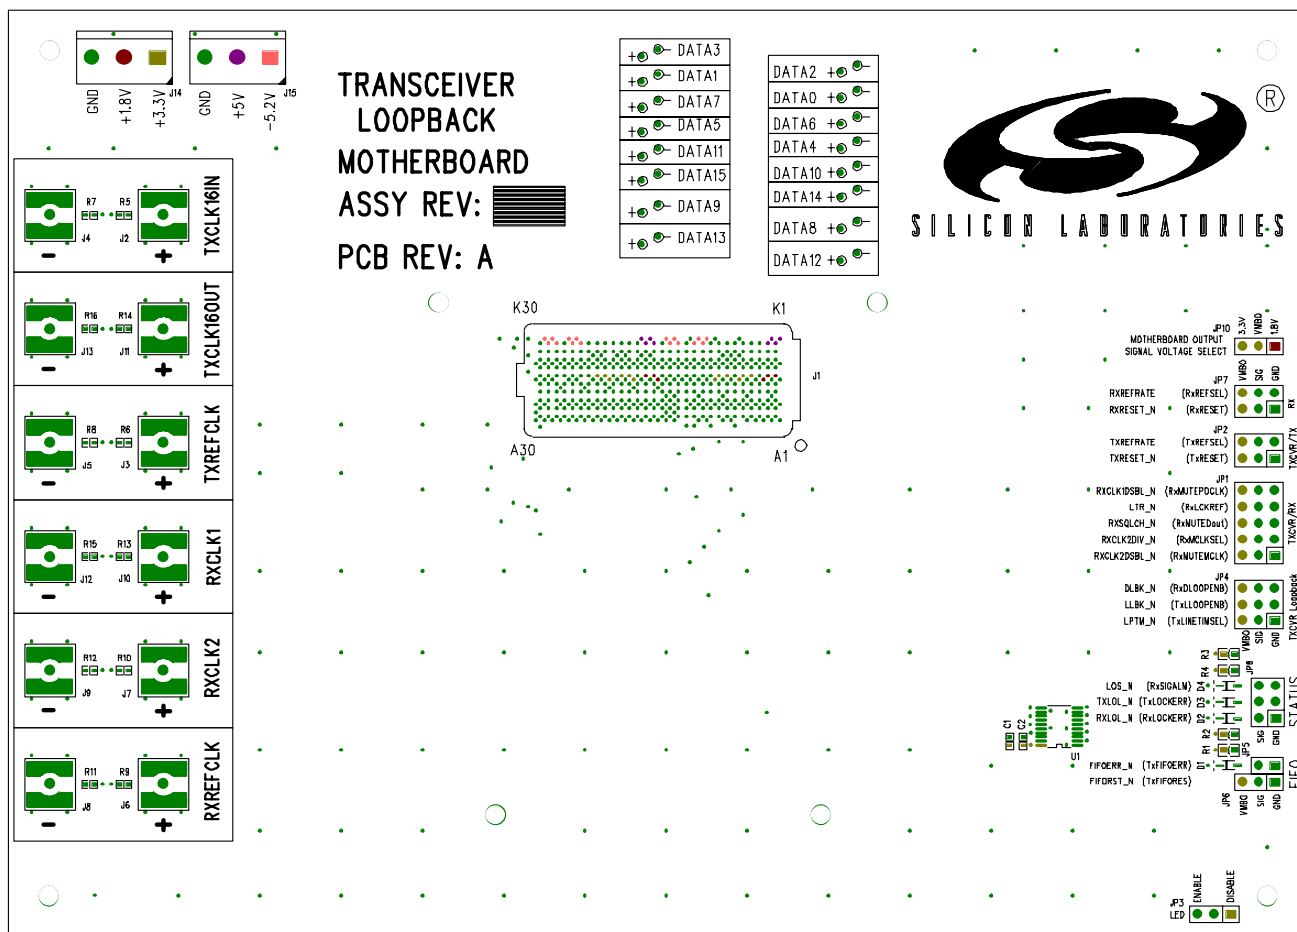 GND
+1.8V
+3.3V
J14
GND
+5V
-5.2V
J15
TRANSCEIVER
LOOPBACK
MOTHERBOARD
ASSY REV:
PCB REV: A
DATA3
DATA1
DATA7
DATA5
DATA11
DATA15
DATA9
DATA13
DATA2
DATA0
DATA6
DATA4
DATA10
DATA14
DATA8
DATA12
®
SILICON LABORATORIES
R7 R5
J4 J2
TXCLK16IN
R16 R14
J13 J11
TXCLK16OUT
R8 R6
J5 J3
TXREFCLK
R15 R13
J12 J10
RXCLK1
R12 R10
J9 J7
RXCLK2
R11 R9
J8 J6
RXREFCLK
K30 K1
J1
A30 A1
JP10
3.3V VMBO 1.8V
MOTHERBOARD OUTPUT
SIGNAL VOLTAGE SELECT
VMBO SIG GND
JP7
RXREFRATE (RxREFSEL)
RXRESET_N (RxRESET)
RX
JP2
TXREFRATE (TxREFSEL)
TXRESET_N (TxRESET)
TXCVR/TX
JP1
RXCLK1DSBL_N (RxMUTEPOCLK)
LTR_N (RxLCKREF)
RXSQLCH_N (RxMUTEDout)
RXCLK2DIV_N (RxMCLKSEL)
RXCLK2DSBL_N (RxMUTEMCLK)
TXCVR/RX
JP4
DLBK_N (RxDLOOPENB)
LLBK_N (TxLLOOPENB)
LPTM_N (TxLINETIMSEL)
TXCVR Loopback
VMBO SIG GND
R3
R4
JP8
LOS_N (RxSIGALM) D4
TXLOL_N (TxLOCKERR) D3
RXLOL_N (RxLOCKERR) D2
STATUS
SIG GND
R2
R1
JP5
C1 C2
U1
FIFOERR_N (TxFIFOERR) D1
FIFORST_N (TxFIFORES)
FIFO
JP6
VMBO SIG GND
JP3
LED
ENABLE
DISABLE